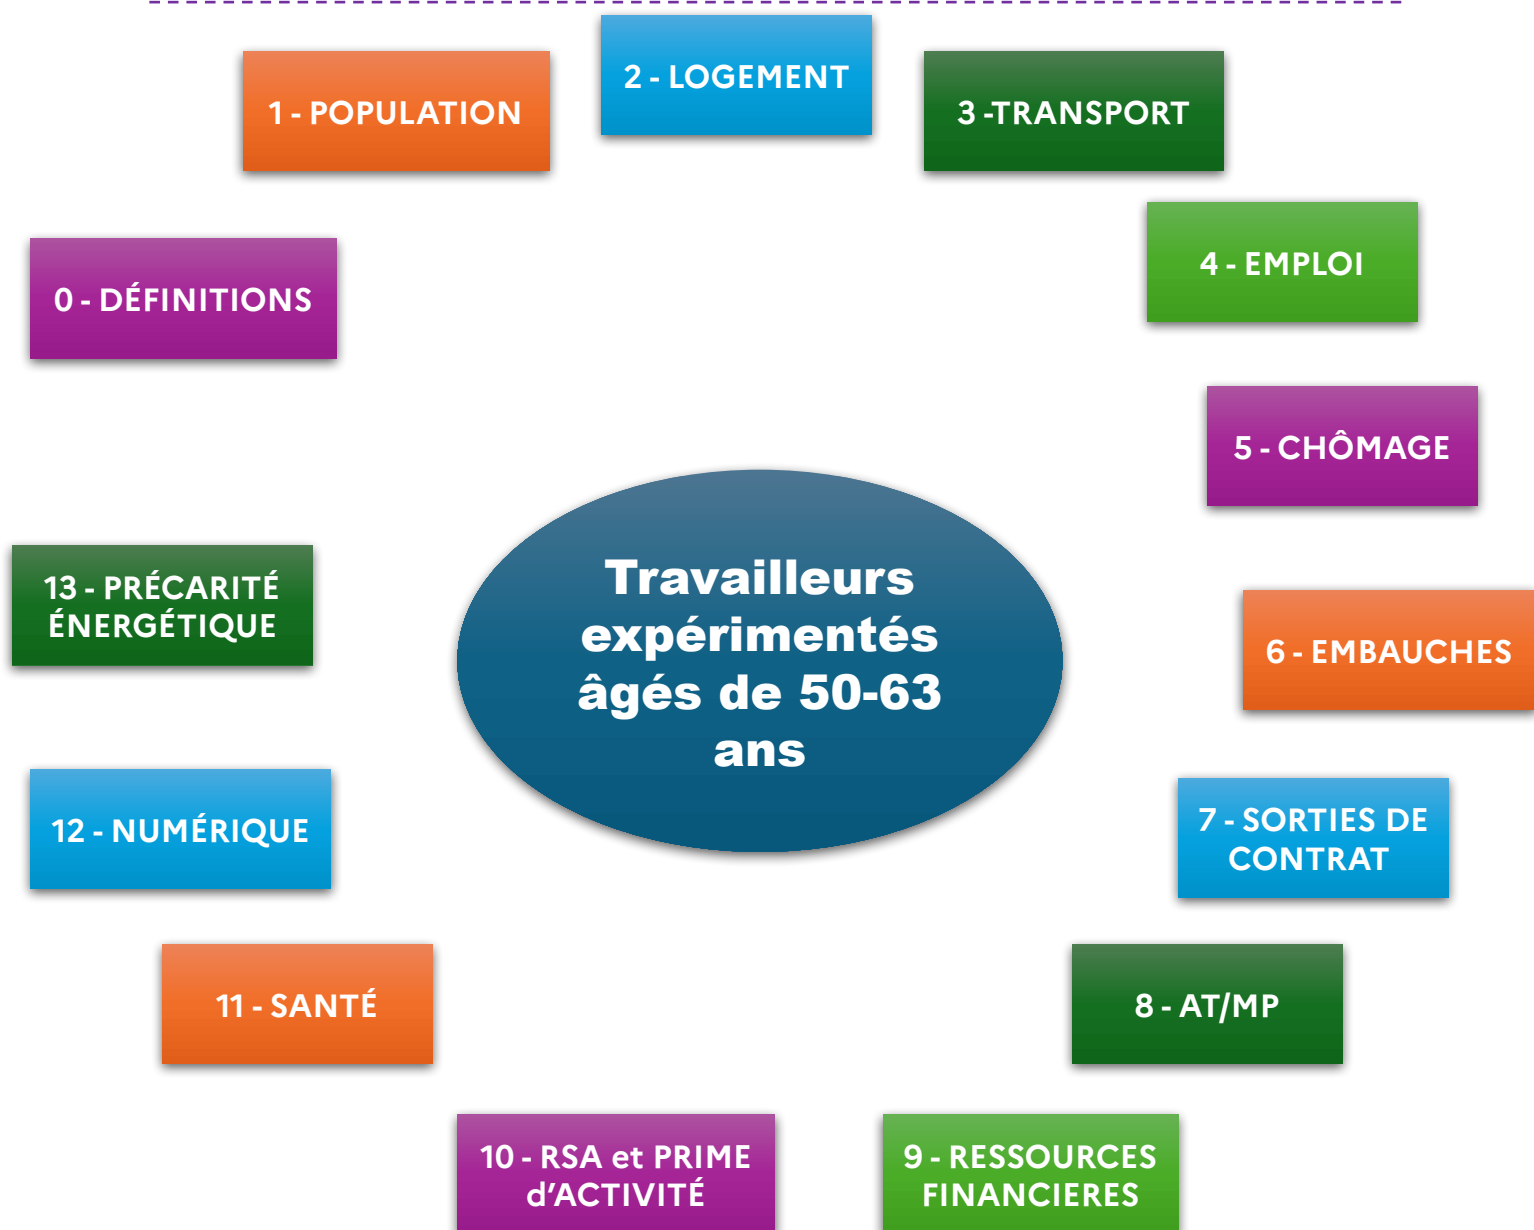 0 - DÉFINITIONS
1 - POPULATION
2 - LOGEMENT
3 -TRANSPORT
4 - EMPLOI
5 - CHÔMAGE
6 - EMBAUCHES
7 - SORTIES DE
CONTRAT
8 - AT/MP
9 - RESSOURCES
FINANCIERES
10 - RSA et PRIME
d’ACTIVITÉ
11 - SANTÉ
12 - NUMÉRIQUE
13 - PRÉCARITÉ
ÉNERGÉTIQUE
Travailleurs
expérimentés
âgés de 50-63
ans